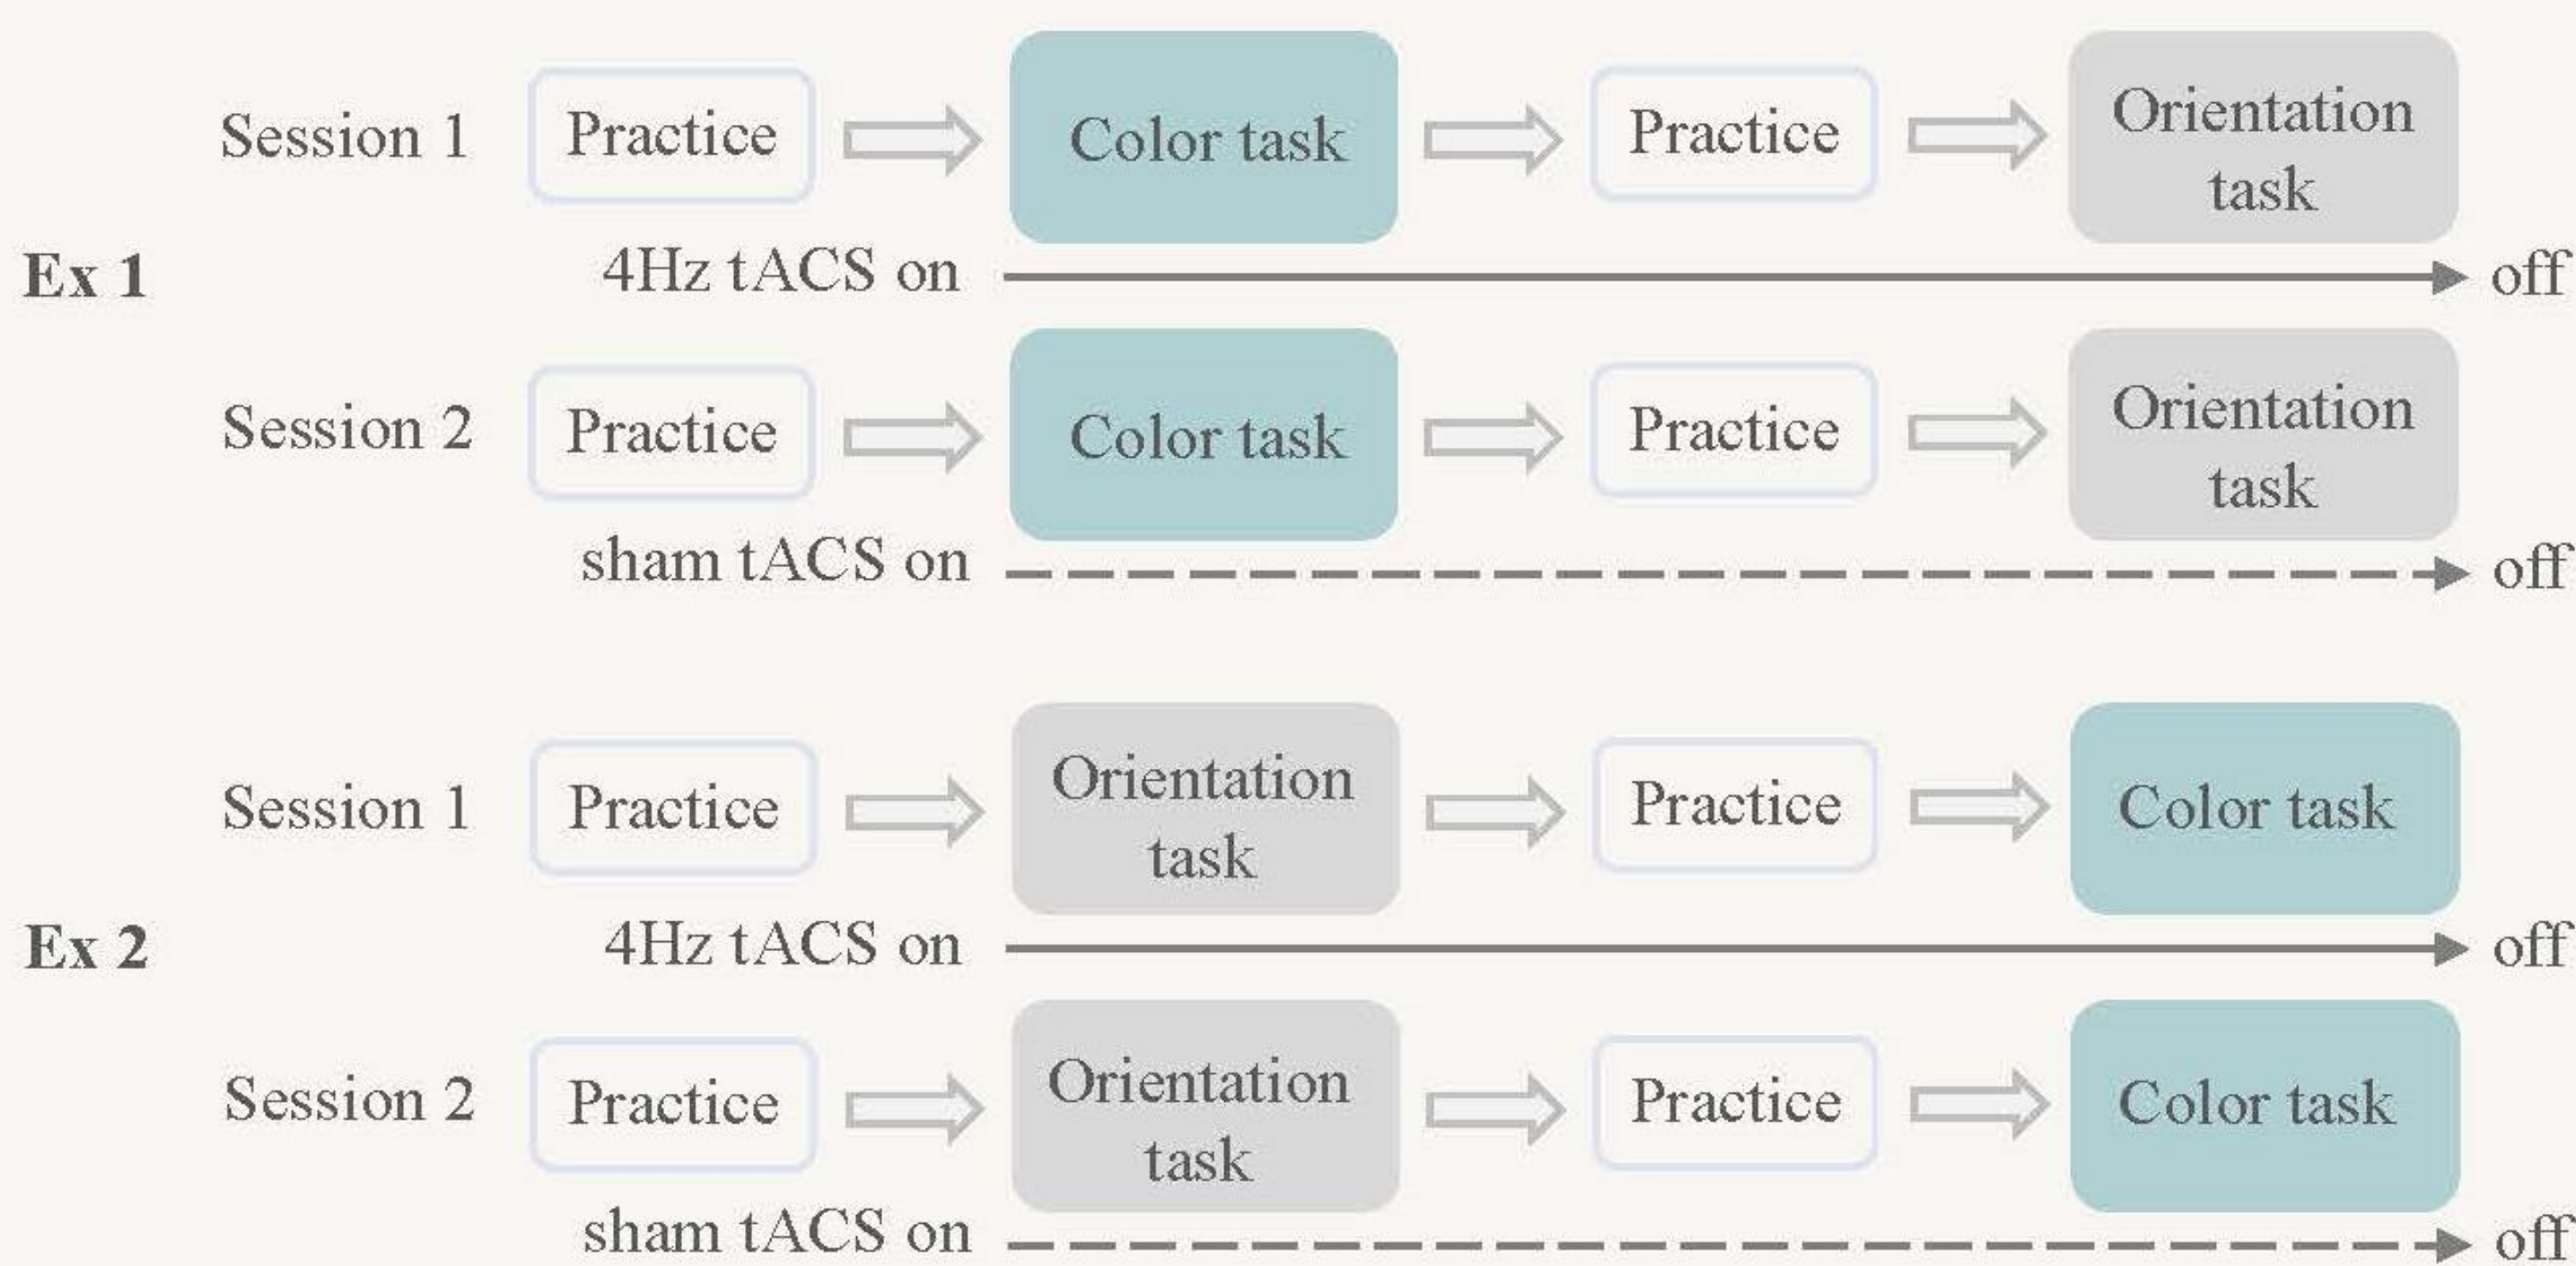 Session 1
Practice
Color task
Practice
Orientation
task
Ex 1
4Hz tACS on
off
Session 2
Practice
Color task
Practice
Orientation
task
sham tACS on
off
Session 1
Practice
Orientation
task
Practice
Color task
Ex 2
4Hz tACS on
off
Session 2
Practice
Orientation
task
Practice
Color task
sham tACS on
off